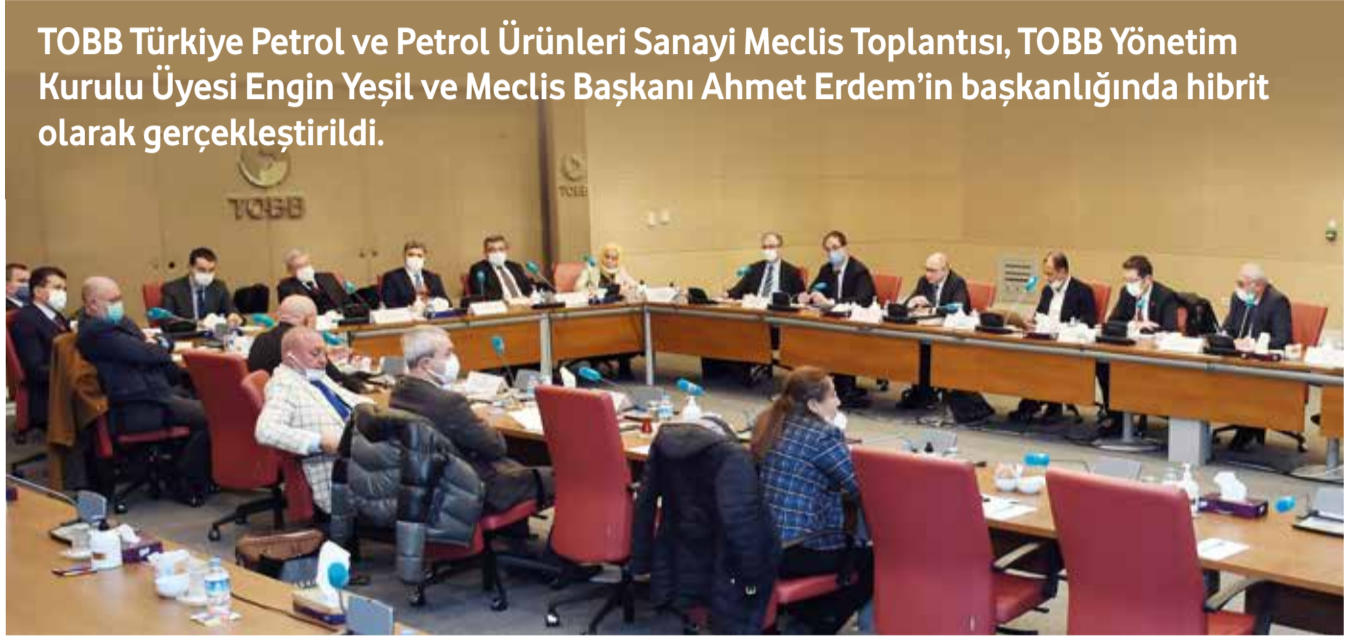 TOBB Türkiye Petrol ve Petrol Ürünleri Sanayi Meclis Toplantısı, TOBB Yönetim
Kurulu Üyesi Engin Yeşil ve Meclis Başkanı Ahmet Erdem’in başkanlığında hibrit
olarak gerçekleştirildi.
TOBB
TOBB